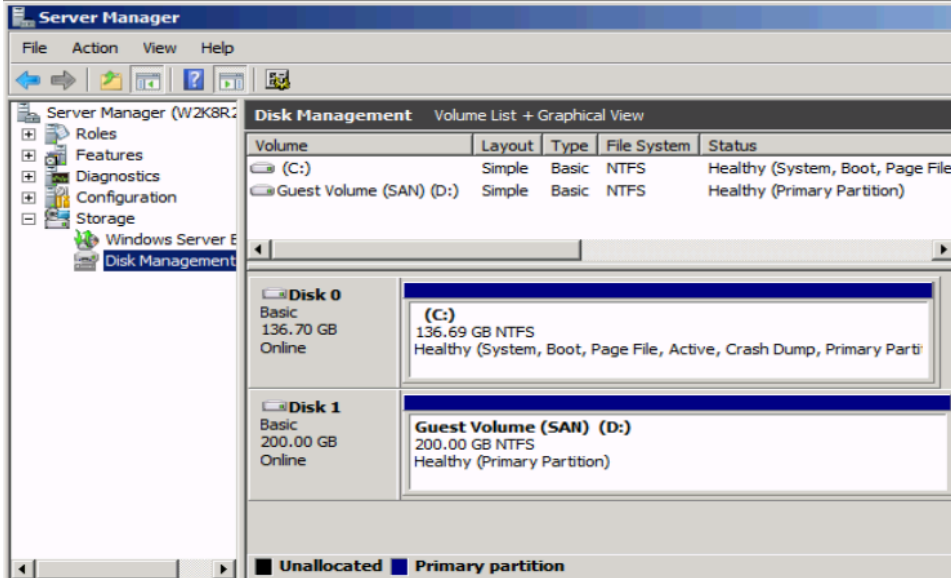 Server Manager
File Action View Help
Server Manager (W2K8R2
Roles
Features
Diagnostics
Configuration
Storage
Windows Server B
Disk Management
Disk Management Volume List + Graphical View
Volume Layout Type File System Status
(C:) Simple Basic NTFS Healthy (System, Boot, Page File
Guest Volume (SAN) (D:) Simple Basic NTFS Healthy (Primary Partition)
Disk 0
Basic
136.70 GB
Online
(C:)
136.69 GB NTFS
Healthy (System, Boot, Page File, Active, Crash Dump, Primary Parti
Disk 1
Basic
200.00 GB
Online
Guest Volume (SAN) (D:)
200.00 GB NTFS
Healthy (Primary Partition)
Unallocated Primary partition